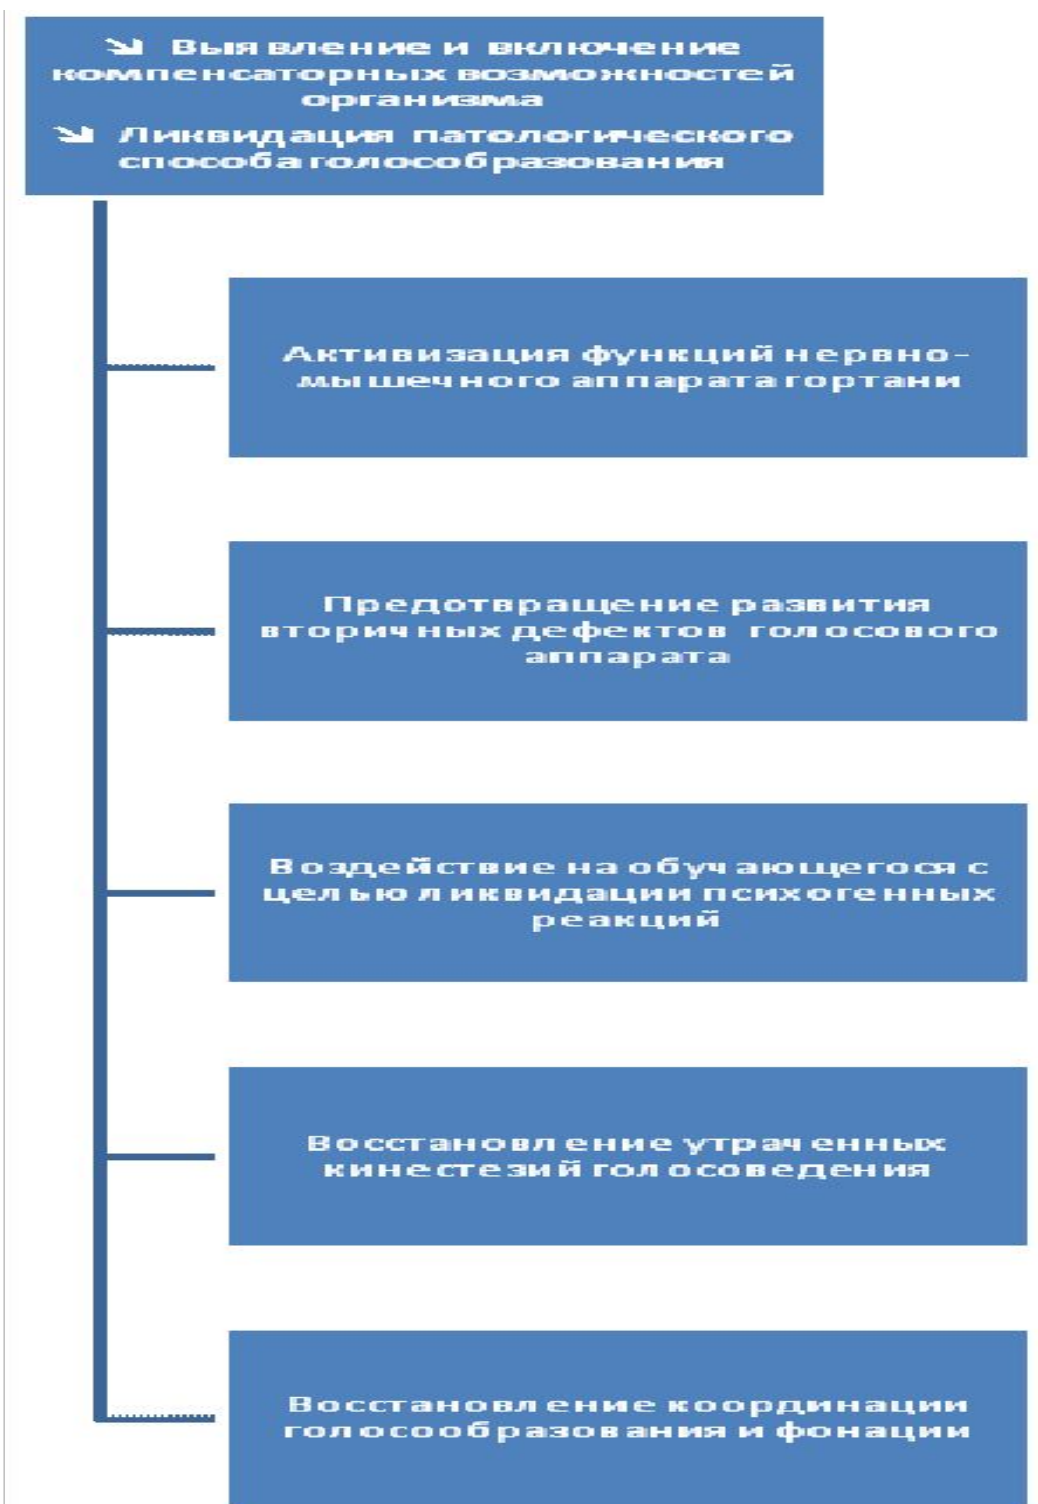 ➘ Выявление и включение
компенсаторных возможностей
организма
➘ Ликвидация патологического
способа голособразования
Активизация функций нервно-
мышечного аппарата гортани
Предотвращение развития
вторичных дефектов голосового
аппарата
Воздействие на обучающегося с
целью ликвидации психогенных
реакций
Восстановление утраченных
кинестезий голосоведения
Восстановление координации
голосообразования и фонации